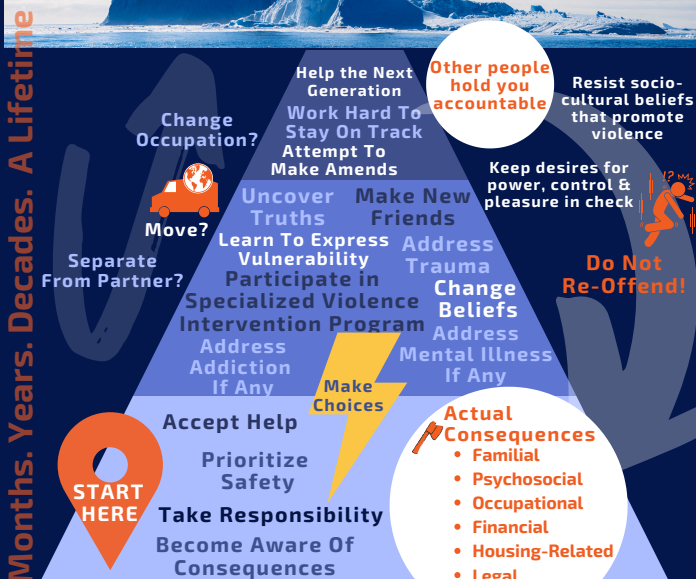 Months. Years. Decades. A Lifetime
Help the Next
Generation
Work Hard To
Stay On Track
Attempt To
Make Amends
Other people
hold you
accountable
Resist socio-
cultural beliefs
that promote
violence
Change
Occupation?
Keep desires for
power, control &
pleasure in check
!?
Move?
Uncover
Truths
Make New
Friends
Learn To Express
Vulnerability
Address
Trauma
Separate
From Partner?
Do Not
Re-Offend!
Participate in
Specialized Violence
Intervention Program
Change
Beliefs
Address
Addiction
If Any
Address
Mental Illness
If Any
Make
Choices
Accept Help
Actual
Consequences
• Familial
• Psychosocial
• Occupational
• Financial
• Housing-Related
• Legal
Prioritize
Safety
START
HERE
Take Responsibility
Become Aware Of
Consequences